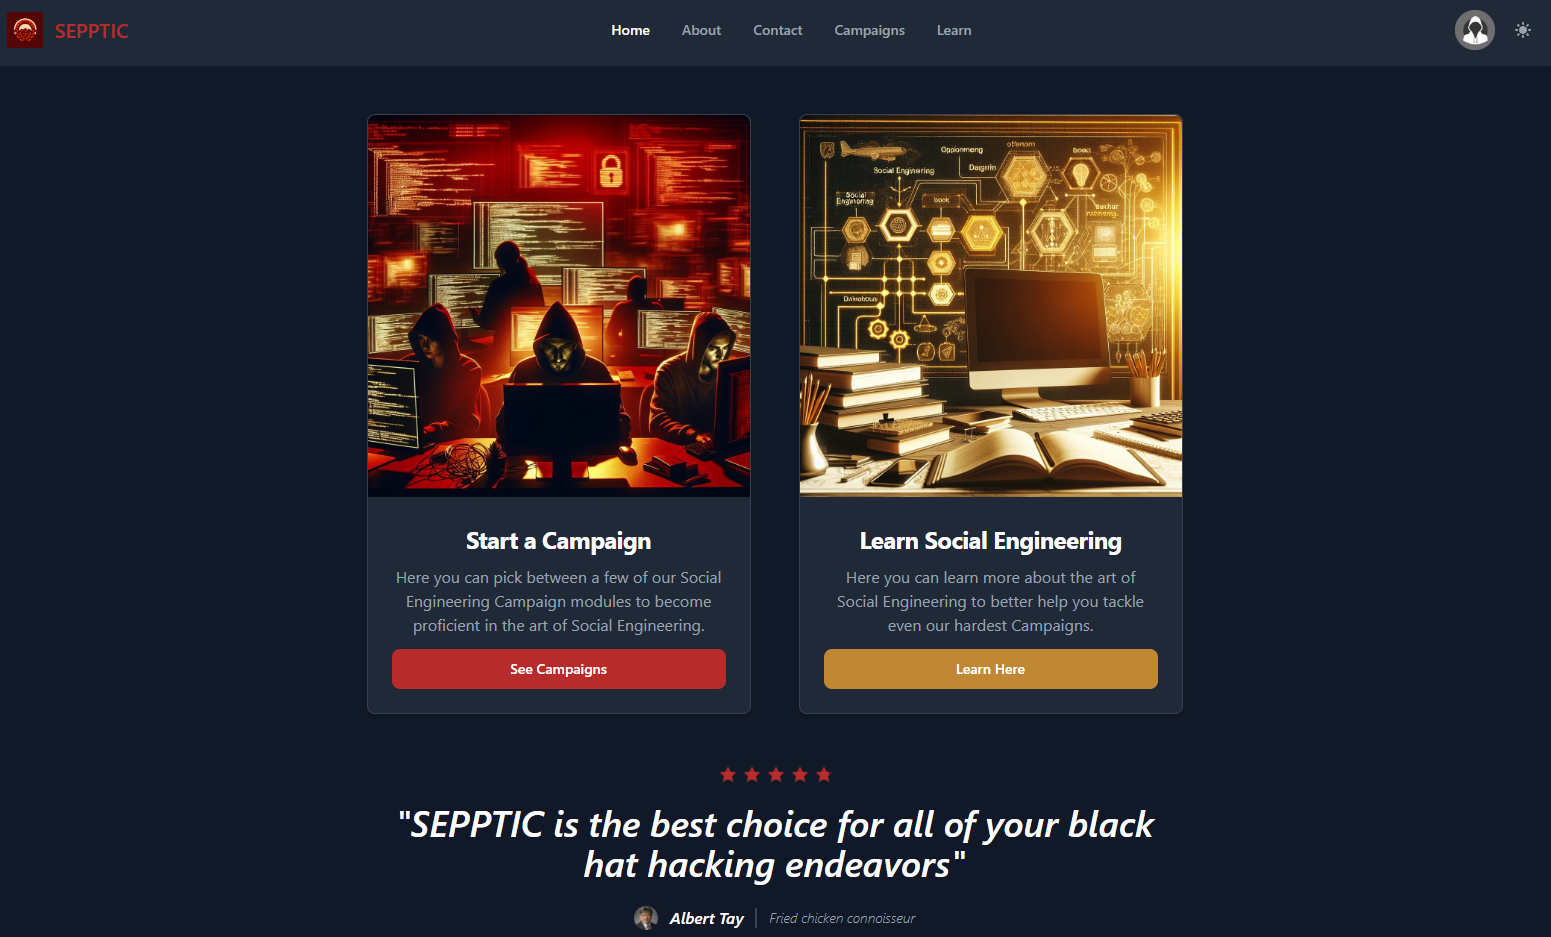 SEPPTIC
Home
About
Contact
Campaigns
Learn
Social Engineering
Social
book
Start a Campaign
Here you can pick between a few of our Social
Engineering Campaign modules to become
proficient in the art of Social Engineering.
See Campaigns
Learn Social Engineering
Here you can learn more about the art of
Social Engineering to better help you tackle
even our hardest Campaigns.
Learn Here
"SEPPTIC is the best choice for all of your black
hat hacking endeavors"
Albert Tay
Fried chicken connoisseur